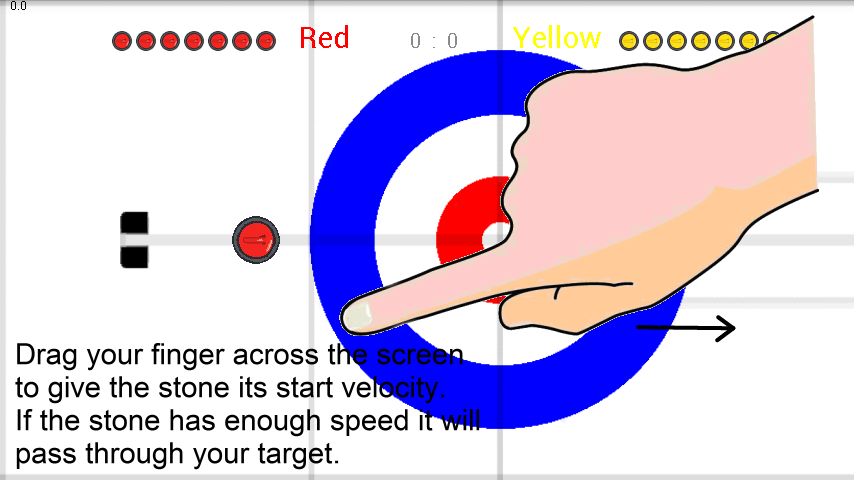 0.0
Red 0 : 0 Yellow
Drag your finger across the screen
to give the stone its start velocity.
If the stone has enough speed it will
pass through your target.